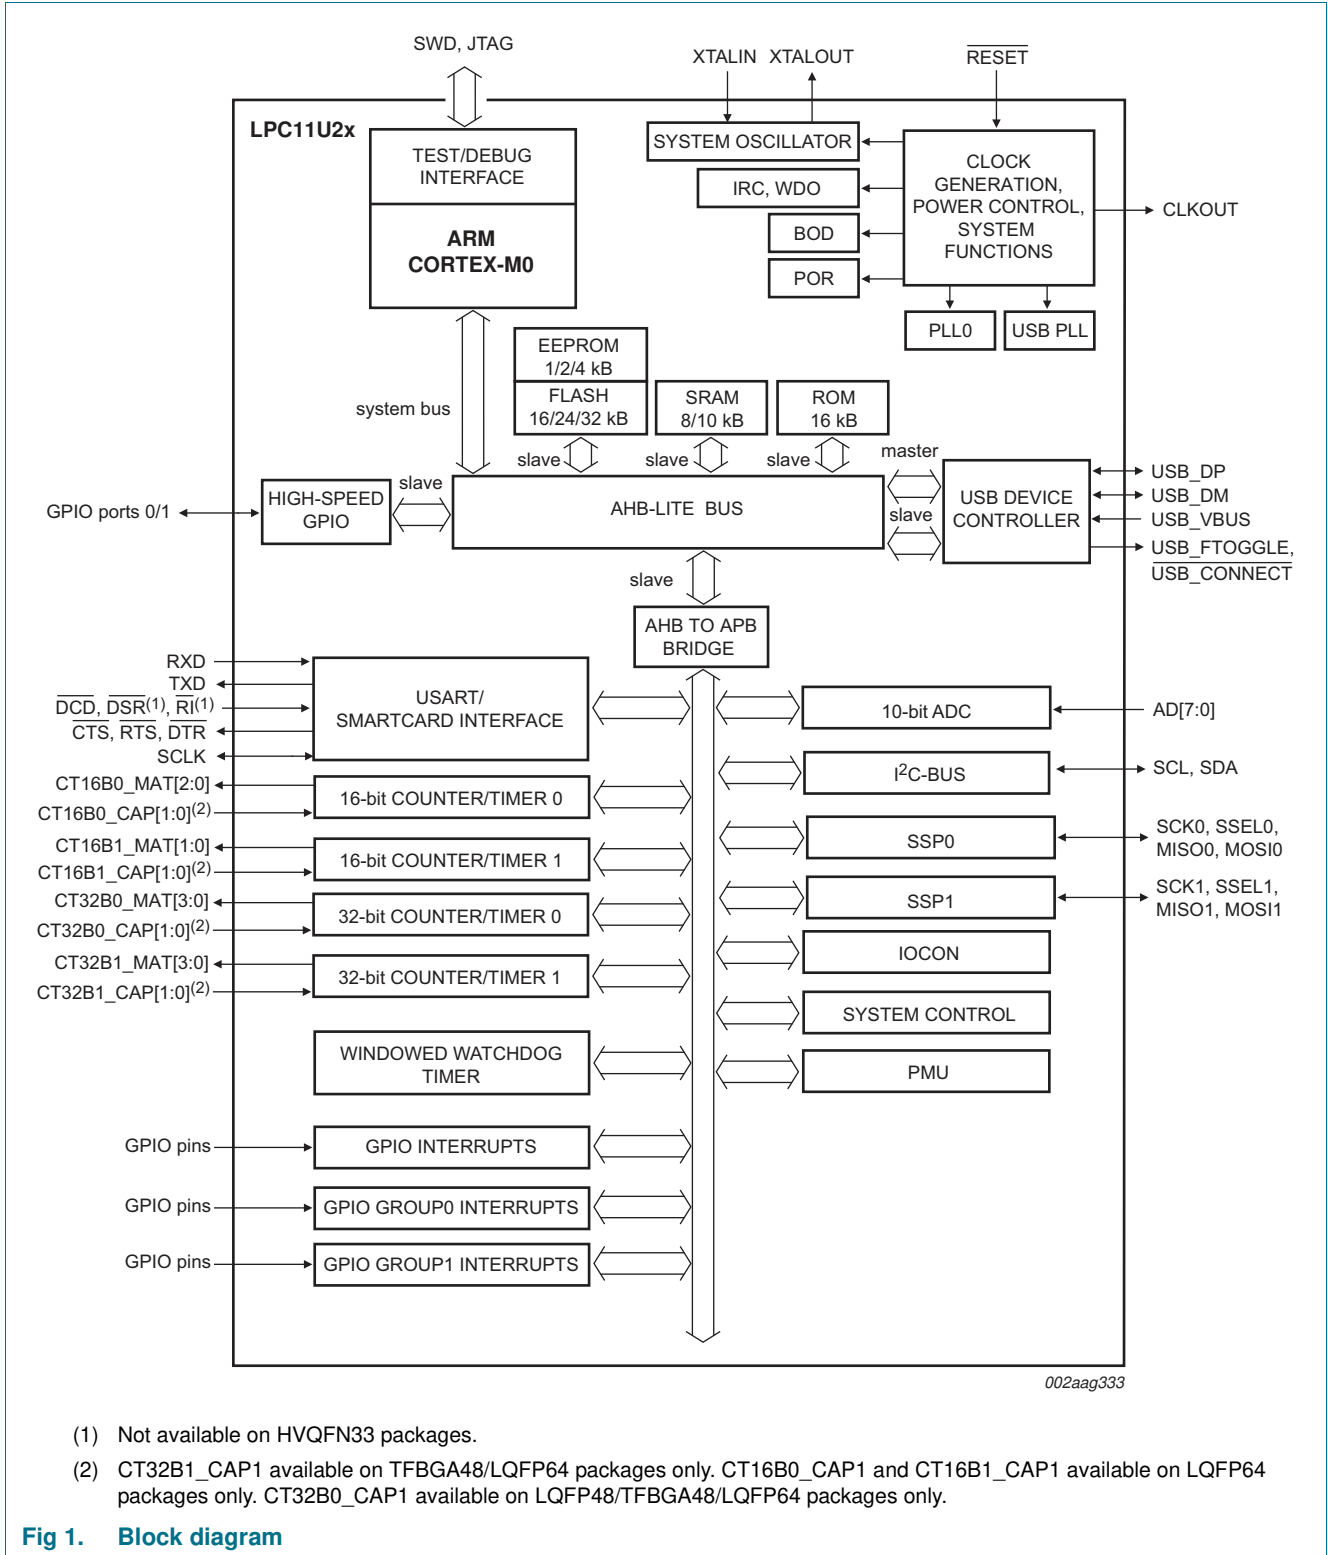 SWD, JTAG
XTALIN XTALOUT
RESET
LPC11U2x
TEST/DEBUG
INTERFACE
ARM
CORTEX-M0
SYSTEM OSCILLATOR
IRC, WDO
BOD
POR
CLOCK
GENERATION,
POWER CONTROL,
SYSTEM
FUNCTIONS
CLKOUT
PLL0
USB PLL
system bus
EEPROM
1/2/4 kB
FLASH
16/24/32 kB
SRAM
8/10 kB
ROM
16 kB
slave
slave
slave
master
slave
slave
GPIO ports 0/1
HIGH-SPEED
GPIO
AHB-LITE BUS
USB DEVICE
CONTROLLER
USB_DP
USB_DM
USB_VBUS
USB_FTOGGLE,
USB_CONNECT
slave
AHB TO APB
BRIDGE
RXD
TXD
DCD, DSR(1), RI(1)
CTS, RTS, DTR
SCLK
USART/
SMARTCARD INTERFACE
CT16B0_MAT[2:0]
CT16B0_CAP[1:0](2)
16-bit COUNTER/TIMER 0
CT16B1_MAT[1:0]
CT16B1_CAP[1:0](2)
16-bit COUNTER/TIMER 1
CT32B0_MAT[3:0]
CT32B0_CAP[1:0](2)
32-bit COUNTER/TIMER 0
CT32B1_MAT[3:0]
CT32B1_CAP[1:0](2)
32-bit COUNTER/TIMER 1
WINDOWED WATCHDOG
TIMER
GPIO pins
GPIO INTERRUPTS
GPIO pins
GPIO GROUP0 INTERRUPTS
GPIO pins
GPIO GROUP1 INTERRUPTS
10-bit ADC
AD[7:0]
I2C-BUS
SCL, SDA
SSP0
SCK0, SSEL0,
MISO0, MOSI0
SSP1
SCK1, SSEL1,
MISO1, MOSI1
IOCON
SYSTEM CONTROL
PMU
002aag333
(1) Not available on HVQFN33 packages.
(2) CT32B1_CAP1 available on TFBGA48/LQFP64 packages only. CT16B0_CAP1 and CT16B1_CAP1 available on LQFP64
packages only. CT32B0_CAP1 available on LQFP48/TFBGA48/LQFP64 packages only.
Fig 1. Block diagram